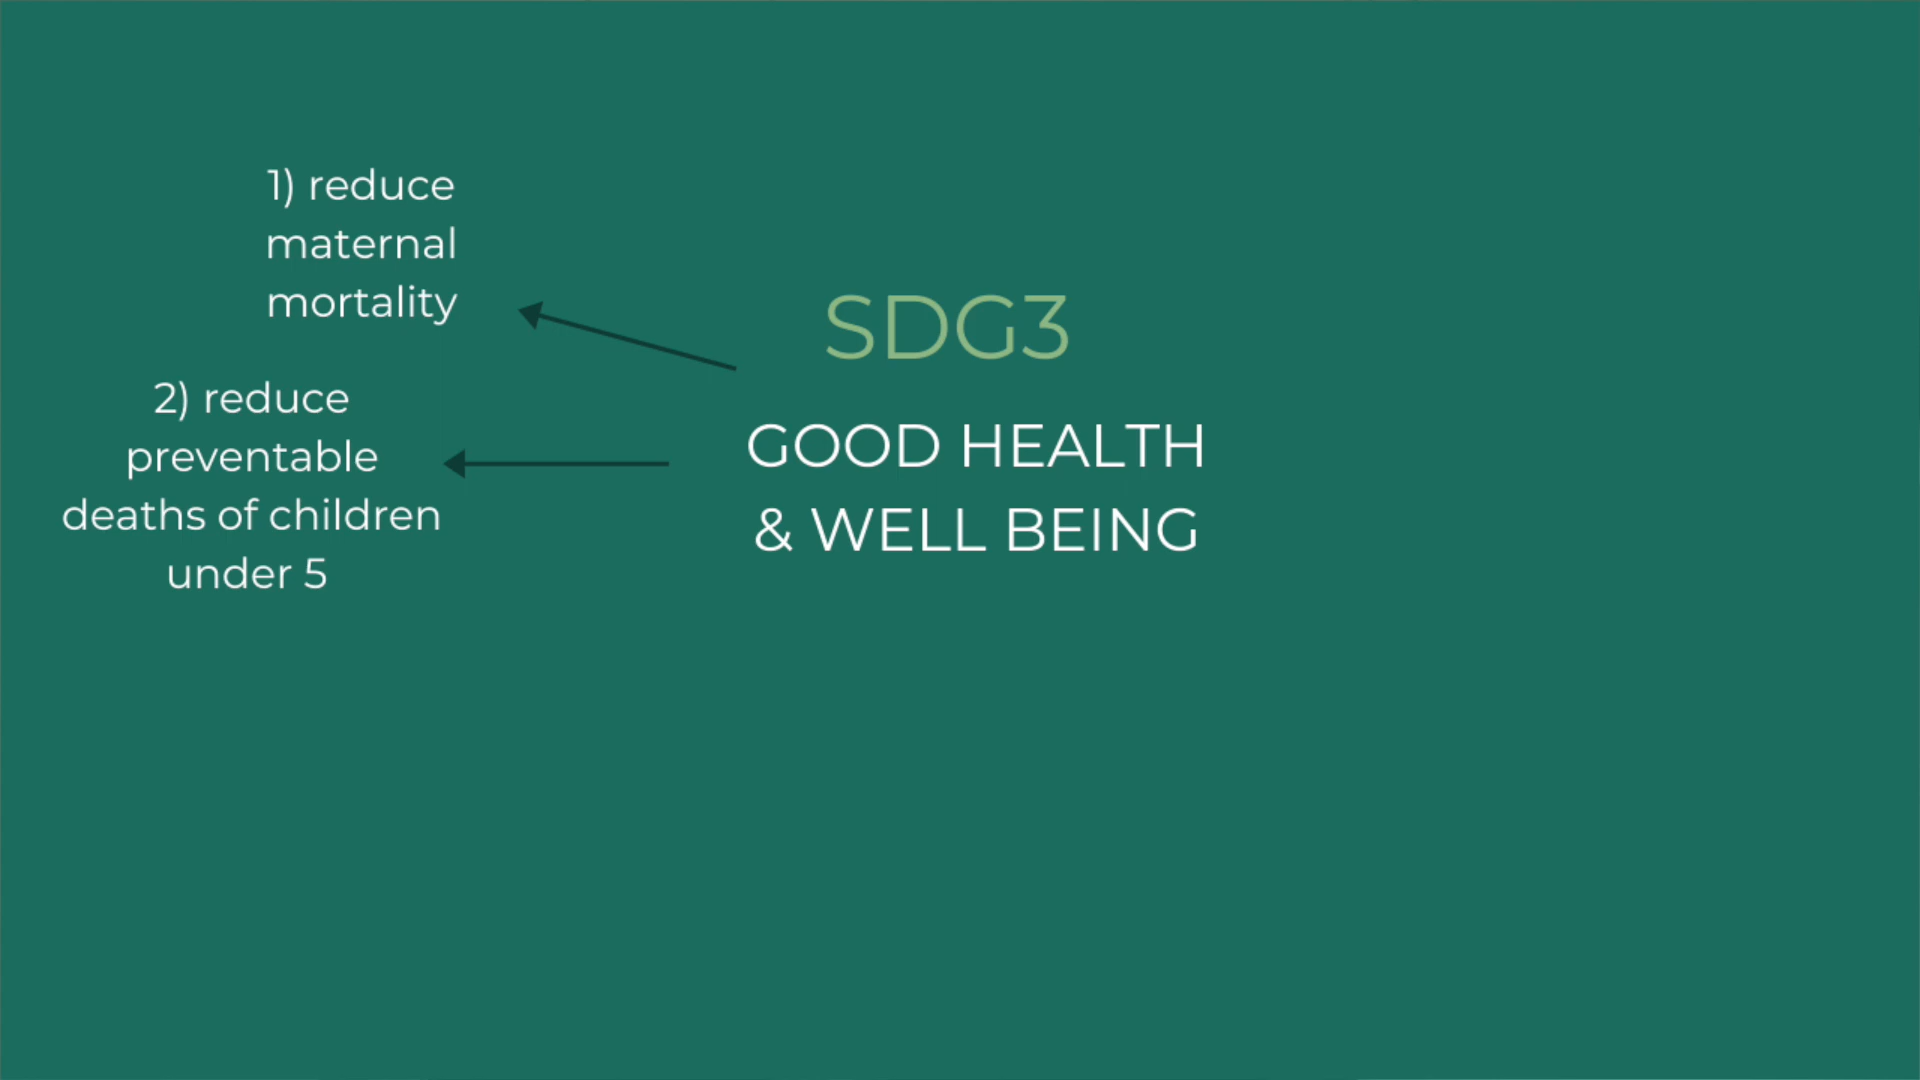 1) reduce
maternal
mortality
2) reduce
preventable
deaths of children
under 5
SDG3
GOOD HEALTH
& WELL BEING